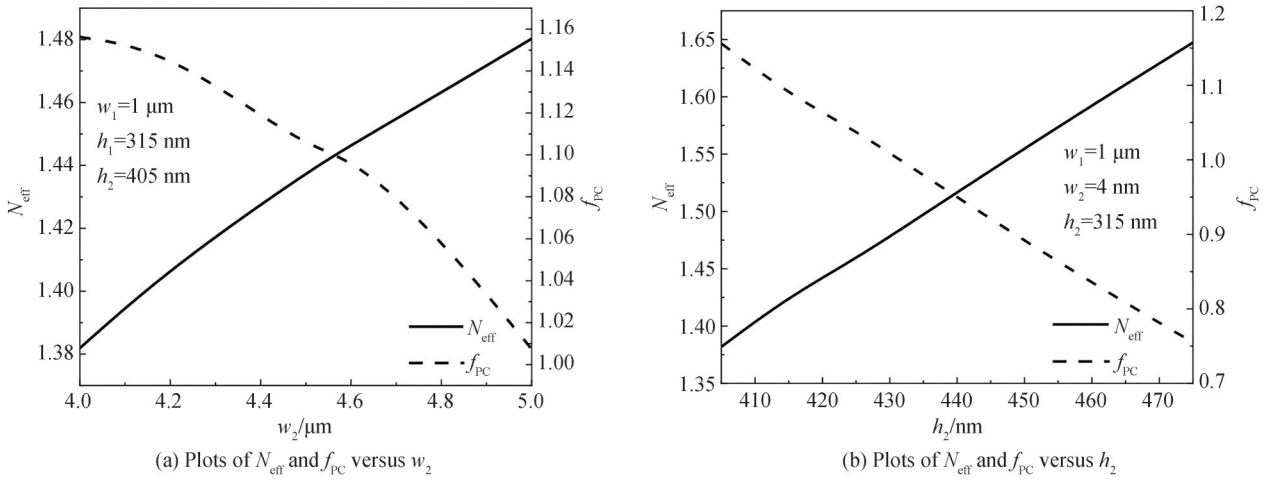 1.48
1.46
1.44
1.42
1.40
1.38
N_eff
1.16
1.14
1.12
1.10
1.08
1.06
1.04
1.02
1.00
f_PC
w_1=1 μm
h_1=315 nm
h_2=405 nm
N_eff
f_PC
4.0 4.2 4.4 4.6 4.8 5.0
w_2/μm
(a) Plots of N_eff and f_PC versus w_2
1.65
1.60
1.55
1.50
1.45
1.40
1.35
N_eff
1.2
1.1
1.0
0.9
0.8
0.7
f_PC
w_1=1 μm
w_2=4 nm
h_2=315 nm
N_eff
f_PC
410 420 430 440 450 460 470
h_2/nm
(b) Plots of N_eff and f_PC versus h_2